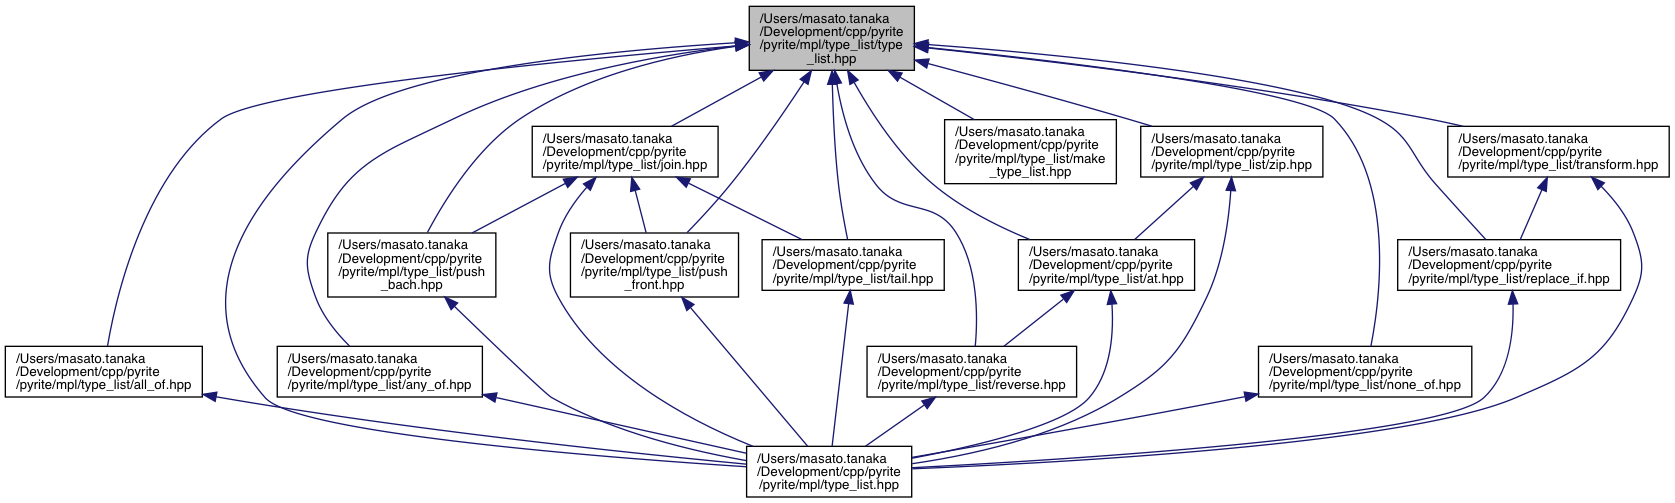 /Users/masato.tanaka
/Development/cpp/pyrite
/pyrite/mpl/type_list/type
_list.hpp
/Users/masato.tanaka
/Development/cpp/pyrite
/pyrite/mpl/type_list/join.hpp
/Users/masato.tanaka
/Development/cpp/pyrite
/pyrite/mpl/type_list/make
_type_list.hpp
/Users/masato.tanaka
/Development/cpp/pyrite
/pyrite/mpl/type_list/zip.hpp
/Users/masato.tanaka
/Development/cpp/pyrite
/pyrite/mpl/type_list/transform.hpp
/Users/masato.tanaka
/Development/cpp/pyrite
/pyrite/mpl/type_list/push
_bach.hpp
/Users/masato.tanaka
/Development/cpp/pyrite
/pyrite/mpl/type_list/push
_front.hpp
/Users/masato.tanaka
/Development/cpp/pyrite
/pyrite/mpl/type_list/tail.hpp
/Users/masato.tanaka
/Development/cpp/pyrite
/pyrite/mpl/type_list/at.hpp
/Users/masato.tanaka
/Development/cpp/pyrite
/pyrite/mpl/type_list/replace_if.hpp
/Users/masato.tanaka
/Development/cpp/pyrite
/pyrite/mpl/type_list/all_of.hpp
/Users/masato.tanaka
/Development/cpp/pyrite
/pyrite/mpl/type_list/any_of.hpp
/Users/masato.tanaka
/Development/cpp/pyrite
/pyrite/mpl/type_list/reverse.hpp
/Users/masato.tanaka
/Development/cpp/pyrite
/pyrite/mpl/type_list/none_of.hpp
/Users/masato.tanaka
/Development/cpp/pyrite
/pyrite/mpl/type_list.hpp